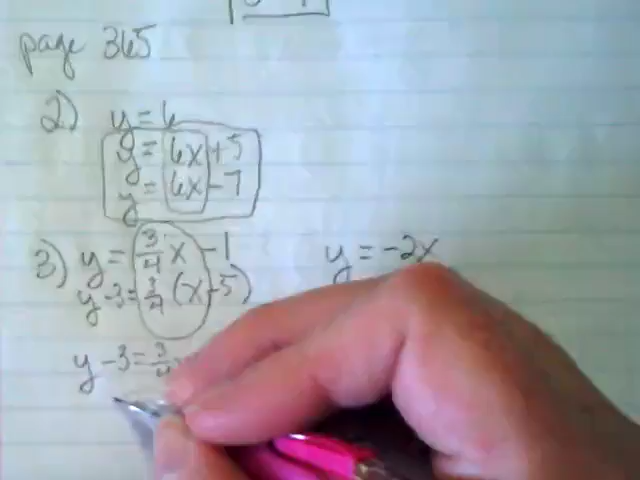 page 365
2) y = 6
y = 6x + 5
y = 6x - 7
3) y = 3/4 x - 1
y - 3 = 3/4 (x - 5)
y = -2x
y - 3 = 3/4